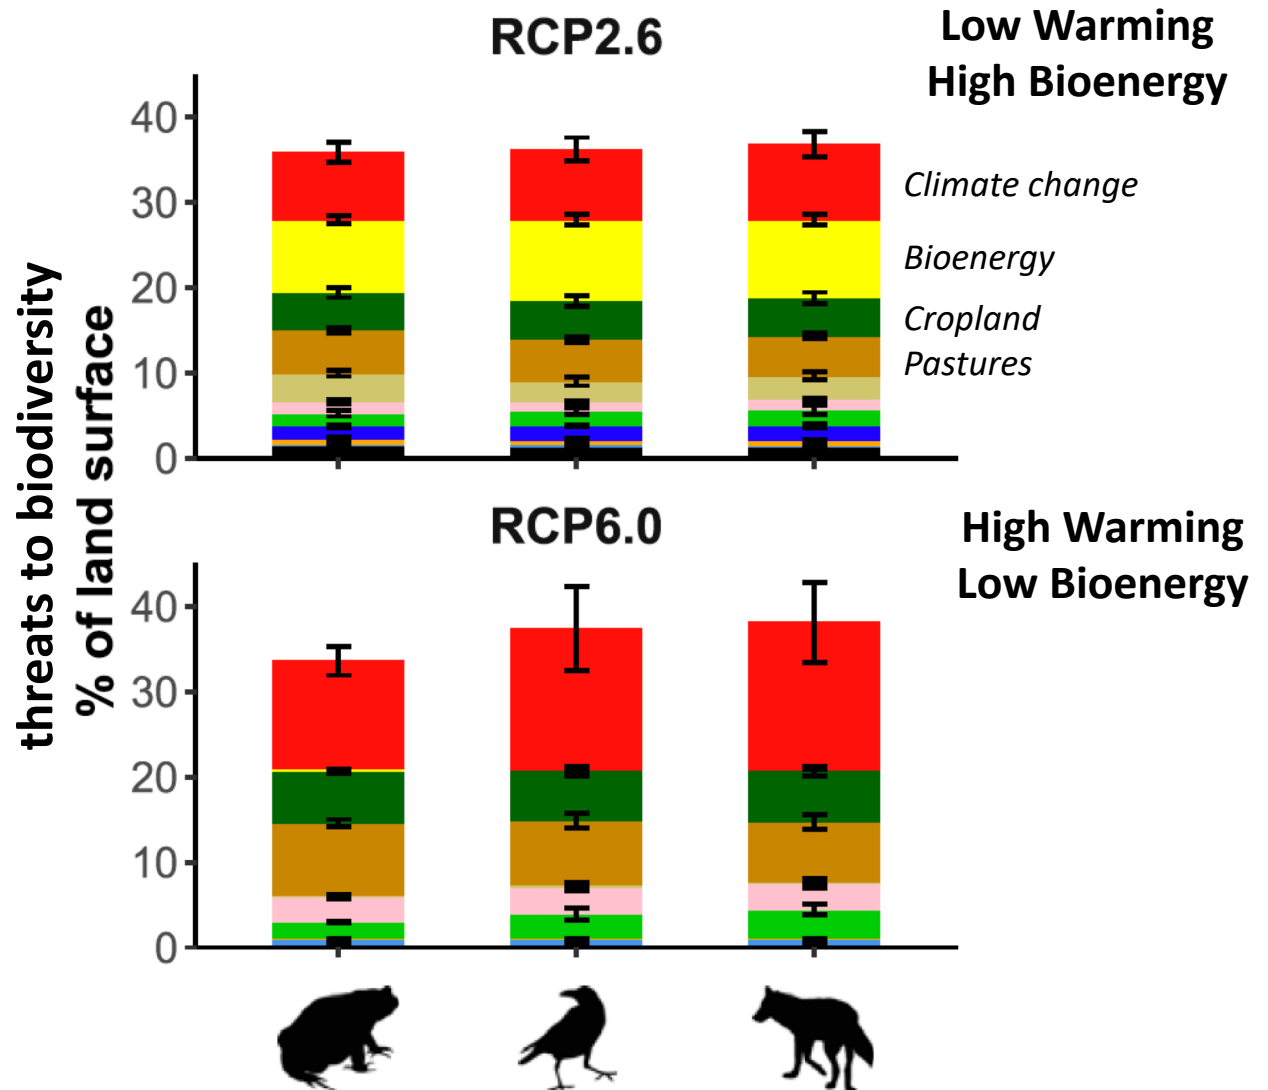 RCP2.6
Low Warming
High Bioenergy
threats to biodiversity
% of land surface
40
30
20
10
0
Climate change
Bioenergy
Cropland
Pastures
RCP6.0
High Warming
Low Bioenergy
40
30
20
10
0